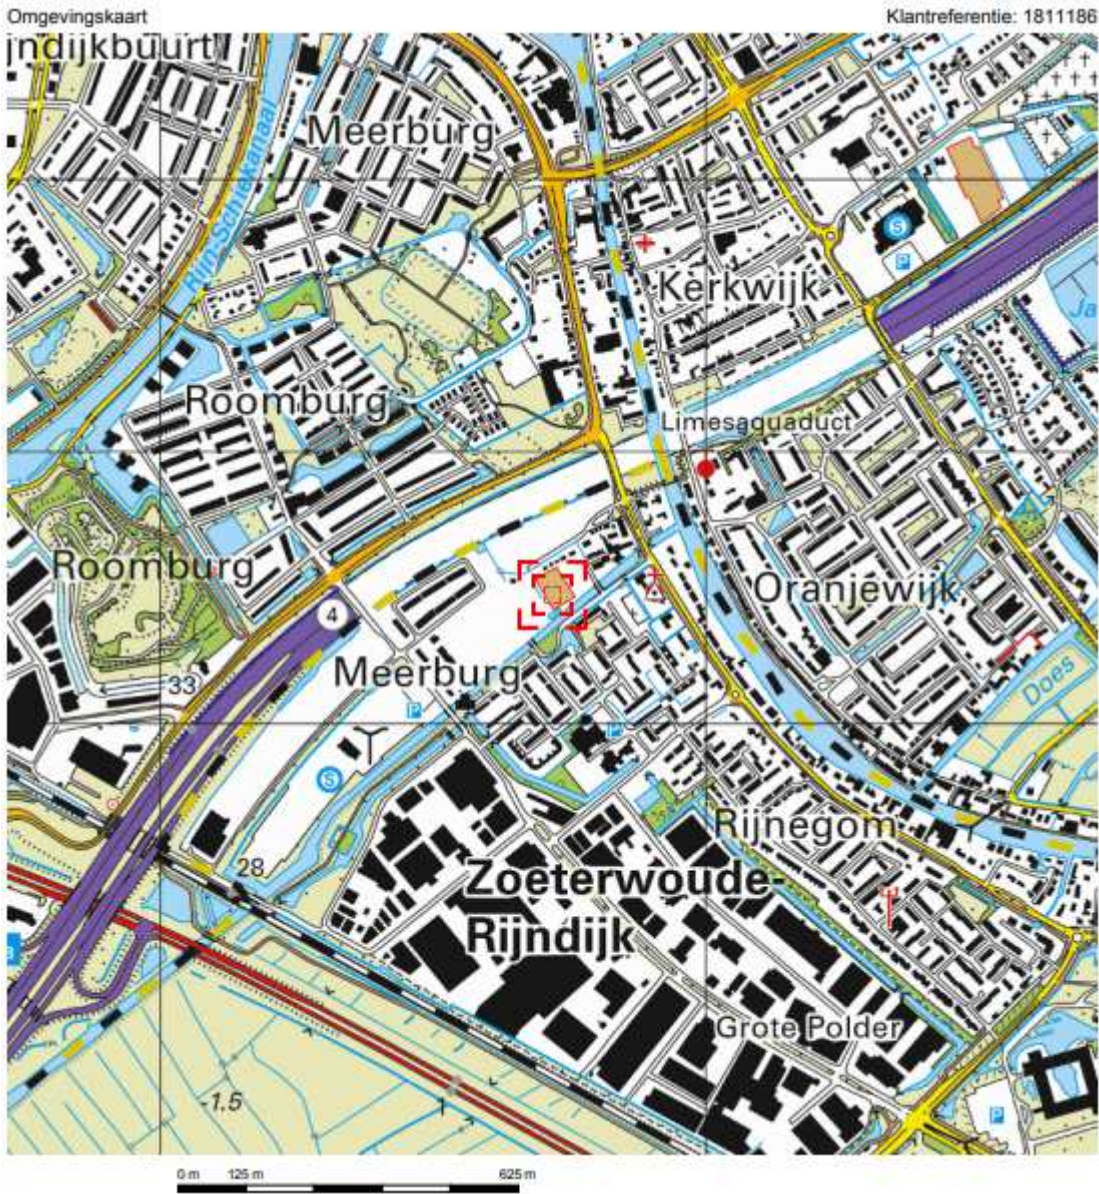 Omgevingskaart
Klantreferentie: 1811186
jndijkbuurt
Meerburg
Rijn-Schiekanaal
S
P
Kerkwijk
Ja
Roomburg
Limesaquaduct
Roomburg
Oranjewijk
4
Meerburg
33
Does
P
P
S
Rijnegom
28
Zoeterwoude-
Rijndijk
Grote Polder
-1.5
P
0 m 125 m 625 m